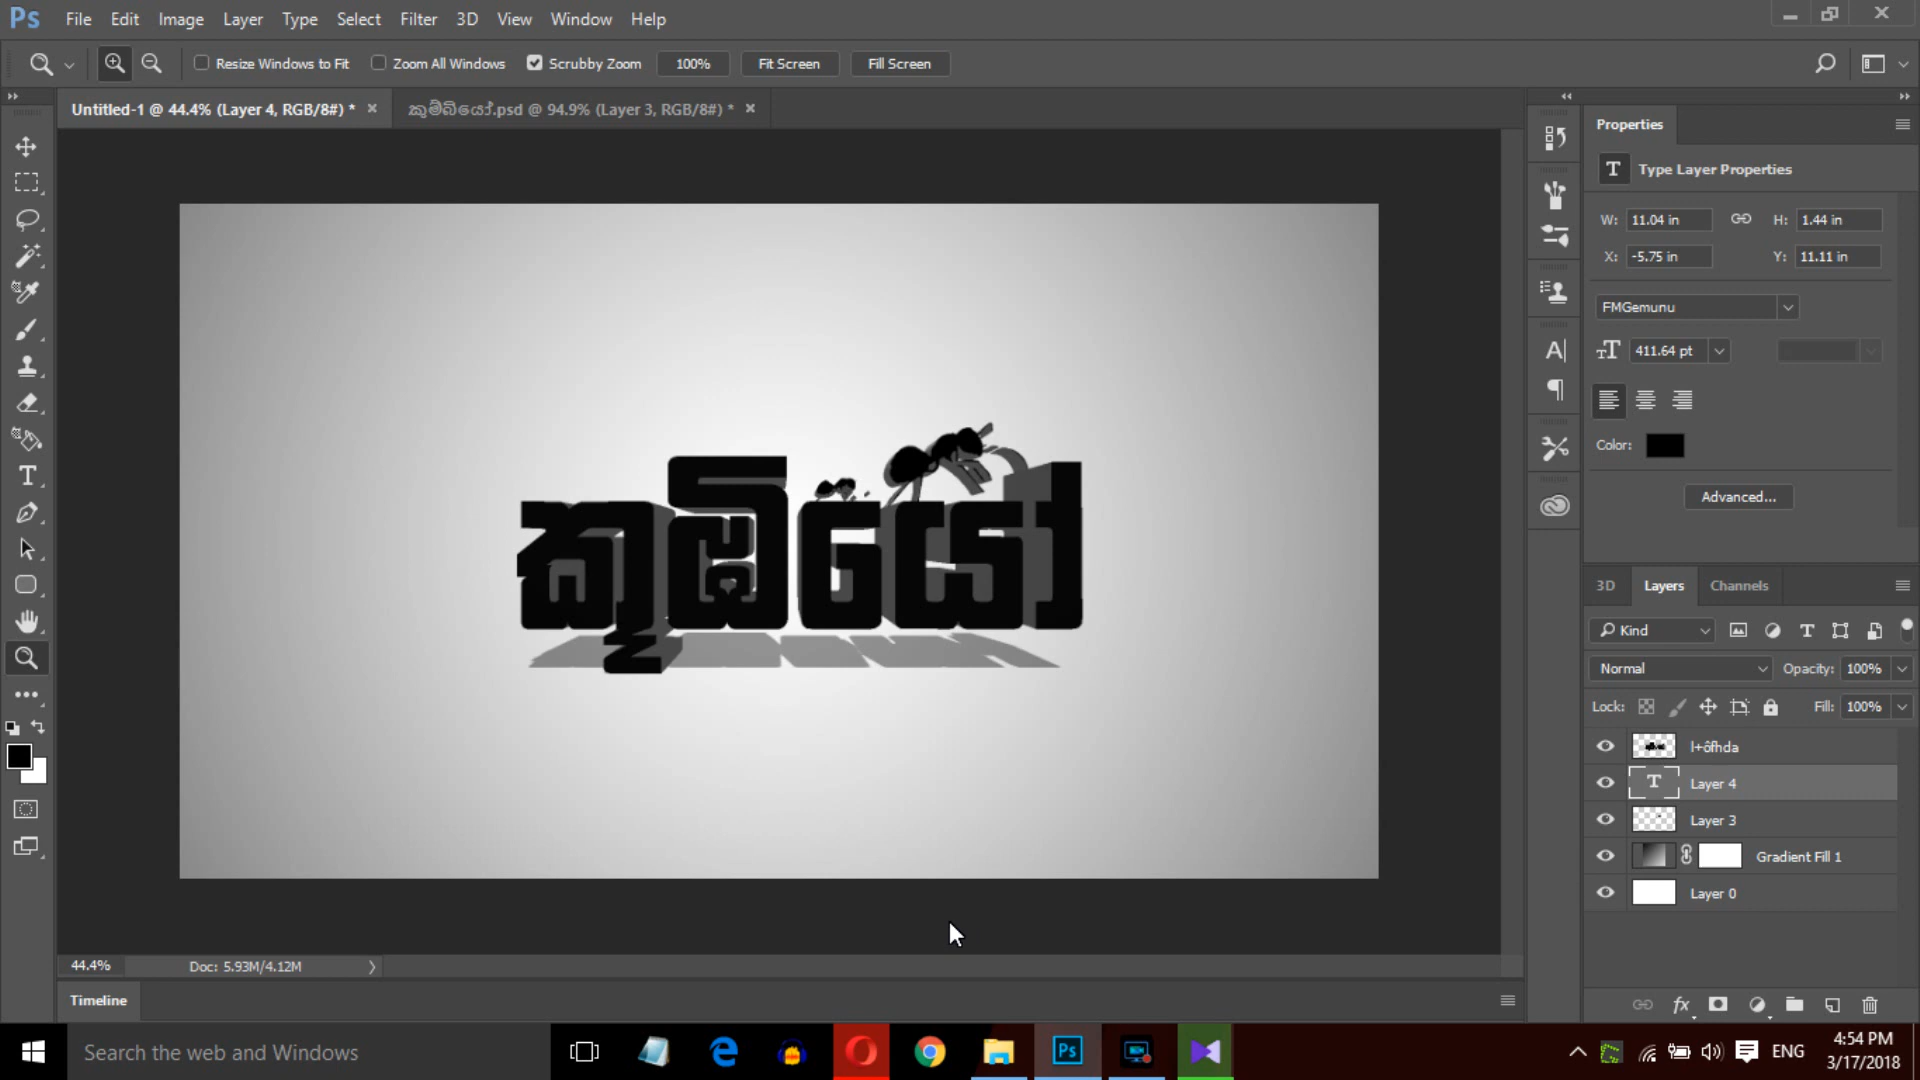 Ps File Edit Image Layer Type Select Filter 3D View Window Help
Resize Windows to Fit Zoom All Windows Scrubby Zoom 100% Fit Screen Fill Screen
Untitled-1 @ 44.4% (Layer 4, RGB/8#) * × කුම්බියෝ.psd @ 94.9% (Layer 3, RGB/8#) * ×
Properties
T Type Layer Properties
W: 11.04 in H: 1.44 in
X: -5.75 in Y: 11.11 in
FMGemunu
411.64 pt
Color:
Advanced...
කූඹියෝ
3D Layers Channels
Kind
Normal Opacity: 100%
Lock: Fill: 100%
l+ôfhda
Layer 4
Layer 3
Gradient Fill 1
Layer 0
44.4% Doc: 5.93M/4.12M
Timeline
Search the web and Windows
Ps
ENG
4:54 PM
3/17/2018